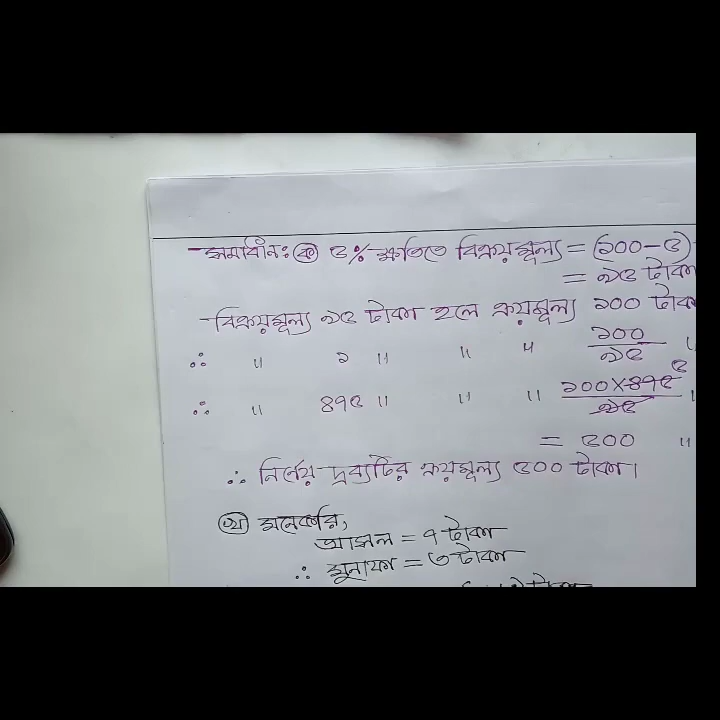 সমাধান: (ক) ৫% ক্ষতিতে বিক্রয়মূল্য = (১০০-৫)
= ৯৫ টাকা
বিক্রয়মূল্য ৯৫ টাকা হলে ক্রয়মূল্য ১০০ টাকা
∴ " ১ " " " ১০০/৯৫ "
∴ " ৪৭৫ " " " ১০০×৪৭৫/৯৫ ৫ "
= ৫০০ "
∴ নির্ণেয় দ্রব্যটির ক্রয়মূল্য ৫০০ টাকা।
(খ) মনেকরি,
আসল = ৭ টাকা
∴ মুনাফা = ৩ টাকা